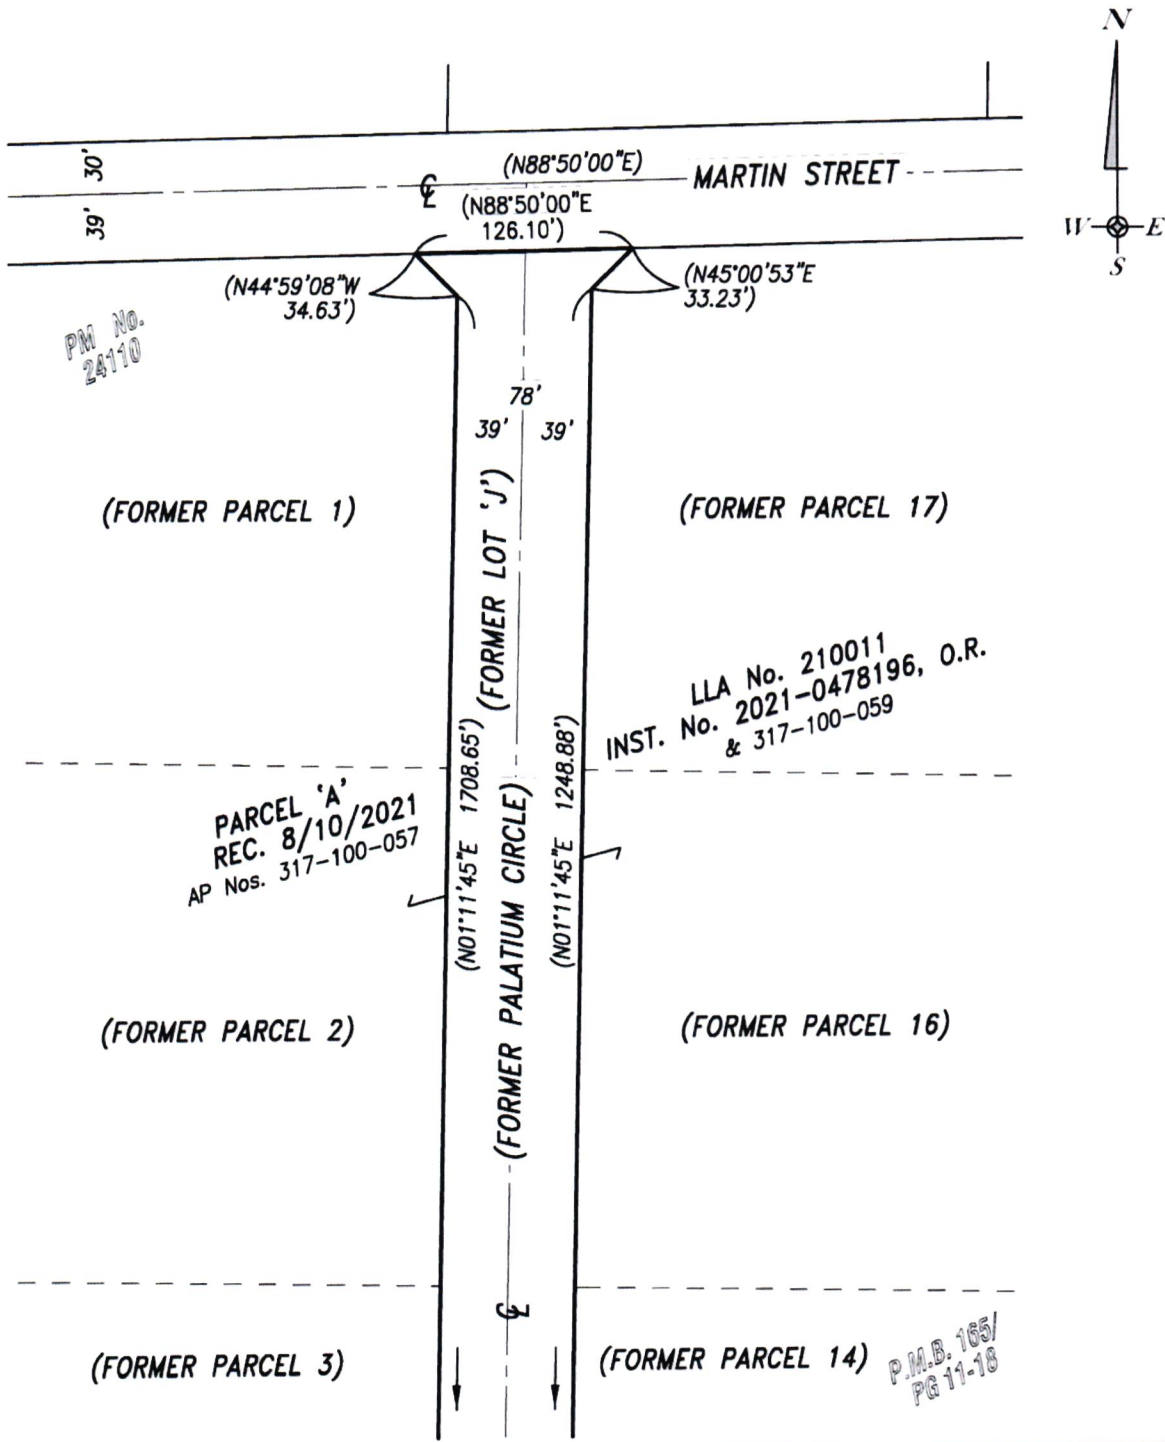 N
W E
S
30'
39'
(N88°50'00"E)
MARTIN STREET
℄
(N88°50'00"E
126.10')
(N44°59'08"W
34.63')
(N45°00'53"E
33.23')
PM No.
24110
78'
39' 39'
(FORMER PARCEL 1)
(FORMER LOT 'J')
(FORMER PARCEL 17)
LLA No. 210011
INST. No. 2021-0478196, O.R.
& 317-100-059
PARCEL 'A'
REC. 8/10/2021
AP Nos. 317-100-057
(N01°11'45"E 1708.65')
(FORMER PALATIUM CIRCLE)
(N01°11'45"E 1248.88')
(FORMER PARCEL 2)
(FORMER PARCEL 16)
℄
(FORMER PARCEL 3)
(FORMER PARCEL 14)
P.M.B. 165/
PG 11-18